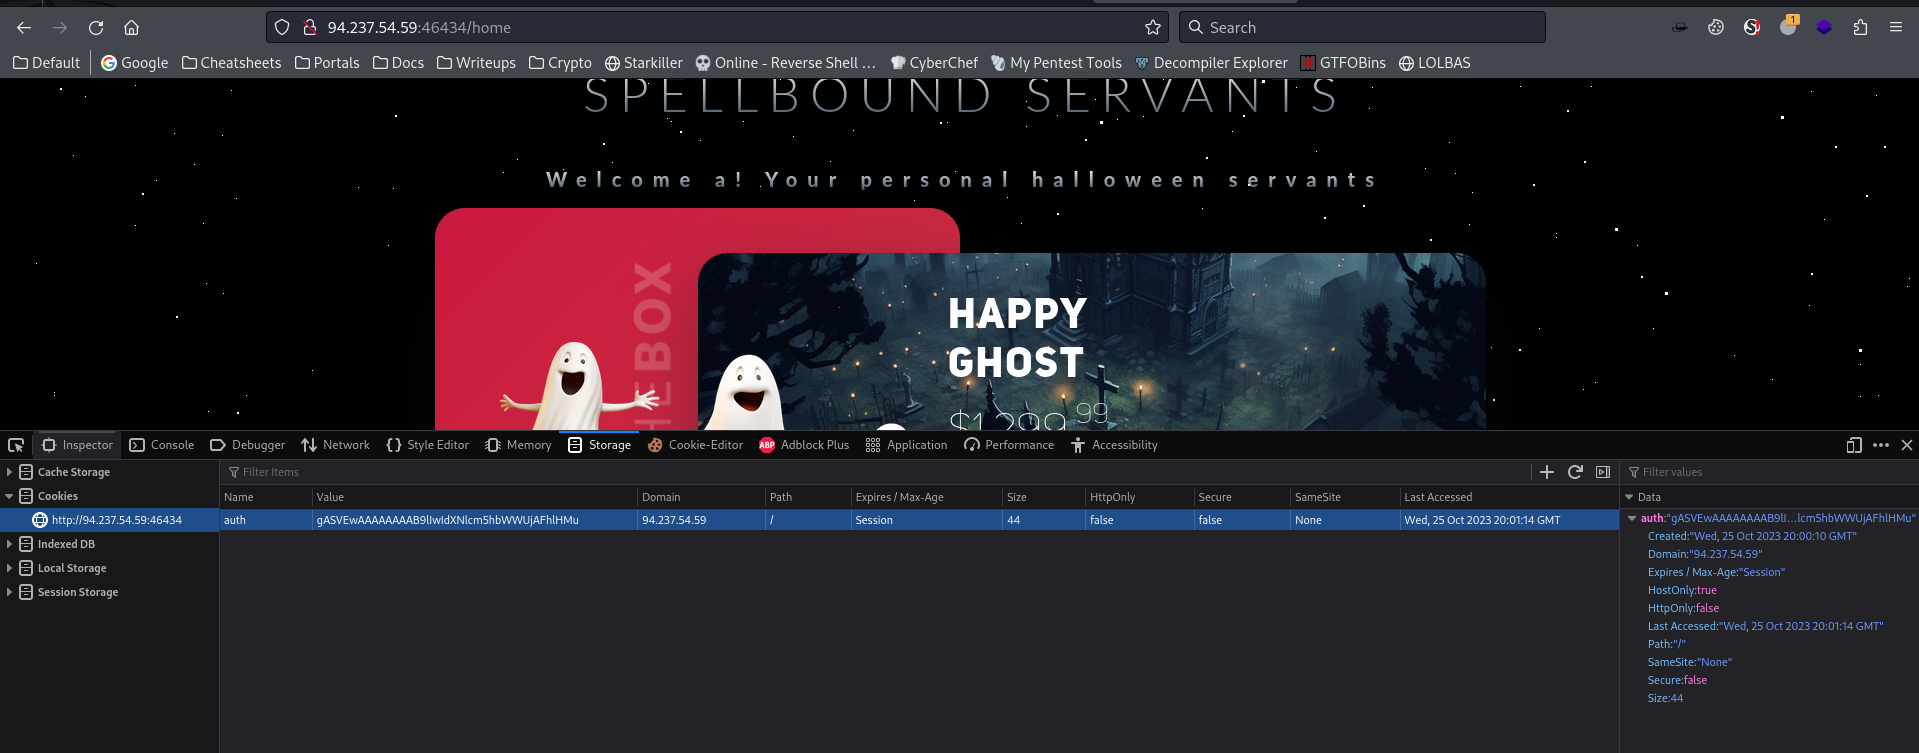 94.237.54.59:46434/home
Search
1
Default
Google
Cheatsheets
Portals
Docs
Writeups
Crypto
Starkiller
Online - Reverse Shell ...
CyberChef
My Pentest Tools
Decompiler Explorer
GTFOBins
LOLBAS
SPELLBOUND SERVANTS
Welcome a! Your personal halloween servants
HEBOX
HAPPY
GHOST
$1,299.99
Inspector
Console
Debugger
Network
Style Editor
Memory
Storage
Cookie-Editor
ABP
Adblock Plus
Application
Performance
Accessibility
Cache Storage
Cookies
http://94.237.54.59:46434
Indexed DB
Local Storage
Session Storage
Filter Items
Name Value Domain Path Expires / Max-Age Size HttpOnly Secure SameSite Last Accessed
auth gASVEwAAAAAAAAB9lIwIdXNlcm5hbWWUjAFhlHMu 94.237.54.59 / Session 44 false false None Wed, 25 Oct 2023 20:01:14 GMT
Filter values
Data
auth:"gASVEwAAAAAAAAB9lI...lcm5hbWWUjAFhlHMu"
Created:"Wed, 25 Oct 2023 20:00:10 GMT"
Domain:"94.237.54.59"
Expires / Max-Age:"Session"
HostOnly:true
HttpOnly:false
Last Accessed:"Wed, 25 Oct 2023 20:01:14 GMT"
Path:"/"
SameSite:"None"
Secure:false
Size:44